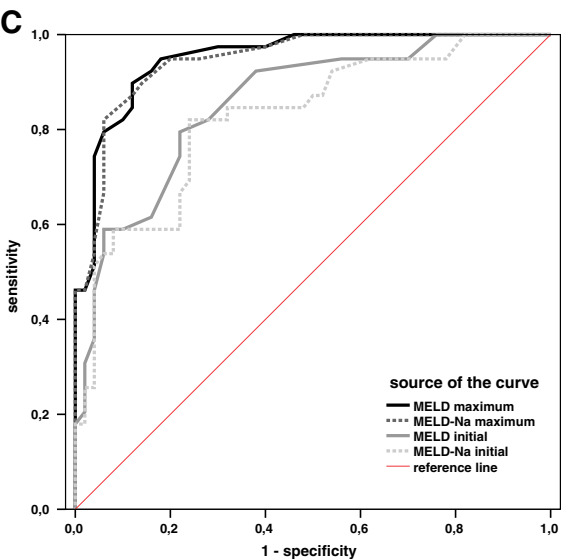 C
1,0
0,8
0,6
0,4
0,2
0,0
sensitivity
source of the curve
MELD maximum
MELD-Na maximum
MELD initial
MELD-Na initial
reference line
0,0 0,2 0,4 0,6 0,8 1,0
1 - specificity